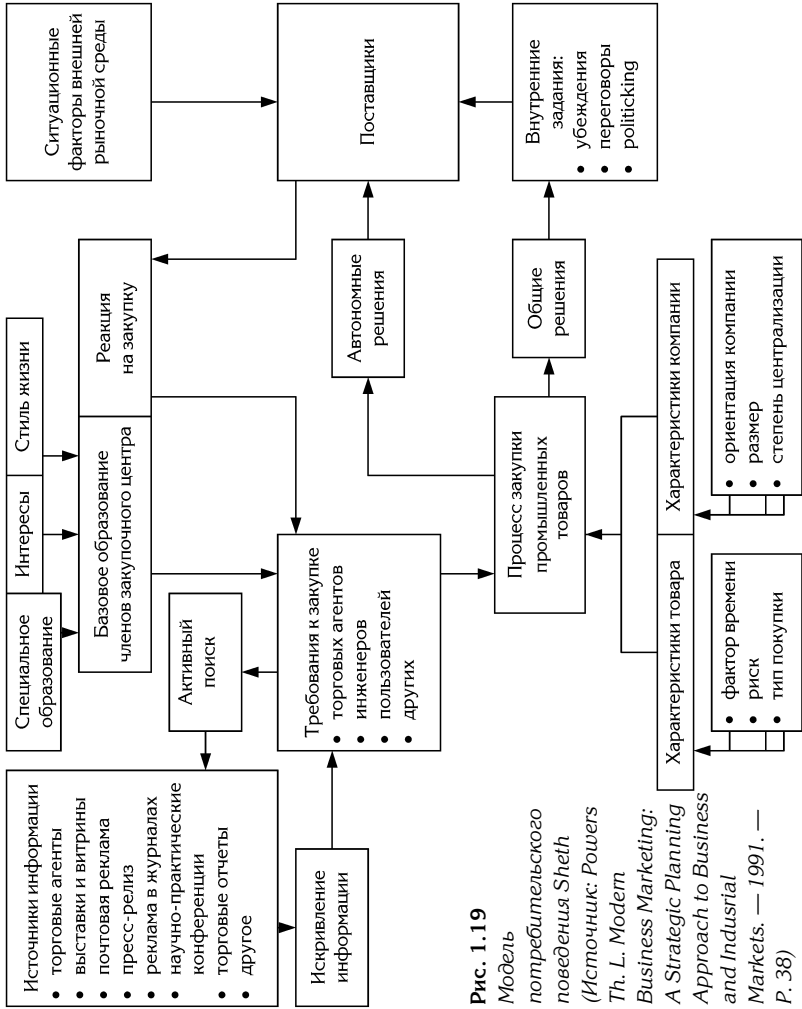 Источники информации
• торговые агенты
• выставки и витрины
• почтовая реклама
• пресс-релиз
• реклама в журналах
• научно-практические
конференции
• торговые отчеты
• другое
Искривление
информации
Специальное
образование
Интересы
Стиль жизни
Базовое образование
членов закупочного центра
Реакция
на закупку
Активный
поиск
Требования к закупке
• торговых агентов
• инженеров
• пользователей
• других
Ситуационные
факторы внешней
рыночной среды
Поставщики
Автономные
решения
Процесс закупки
промышленных
товаров
Общие
решения
Внутренние
задания:
• убеждения
• переговоры
• politicking
Характеристики товара
Характеристики компании
• фактор времени
• риск
• тип покупки
• ориентация компании
• размер
• степень централизации
Рис. 1.19
Модель
потребительского
поведения Sheth
(Источник: Powers
Th. L. Modern
Business Marketing:
A Strategic Planning
Approach to Business
and Indusrial
Markets. — 1991. —
P. 38)